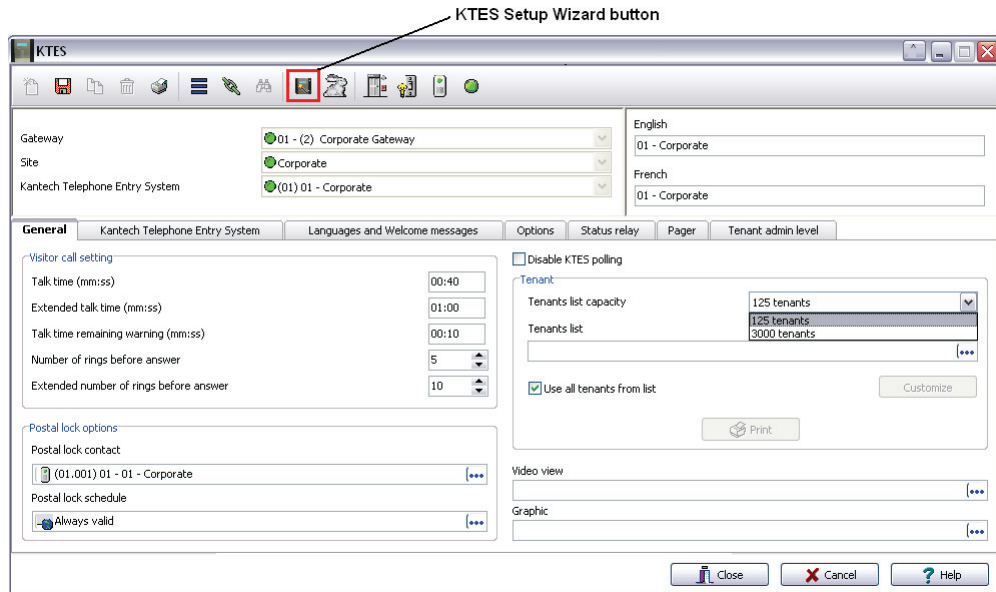 KTES Setup Wizard button
KTES
Gateway
01 - (2) Corporate Gateway
Site
Corporate
Kantech Telephone Entry System
(01) 01 - Corporate
English
01 - Corporate
French
01 - Corporate
General
Kantech Telephone Entry System
Languages and Welcome messages
Options
Status relay
Pager
Tenant admin level
Visitor call setting
Talk time (mm:ss)
00:40
Extended talk time (mm:ss)
01:00
Talk time remaining warning (mm:ss)
00:10
Number of rings before answer
5
Extended number of rings before answer
10
Postal lock options
Postal lock contact
(01.001) 01 - 01 - Corporate
Postal lock schedule
Always valid
Disable KTES polling
Tenant
Tenants list capacity
125 tenants
125 tenants
3000 tenants
Tenants list
Use all tenants from list
Customize
Print
Video view
Graphic
Close
Cancel
Help